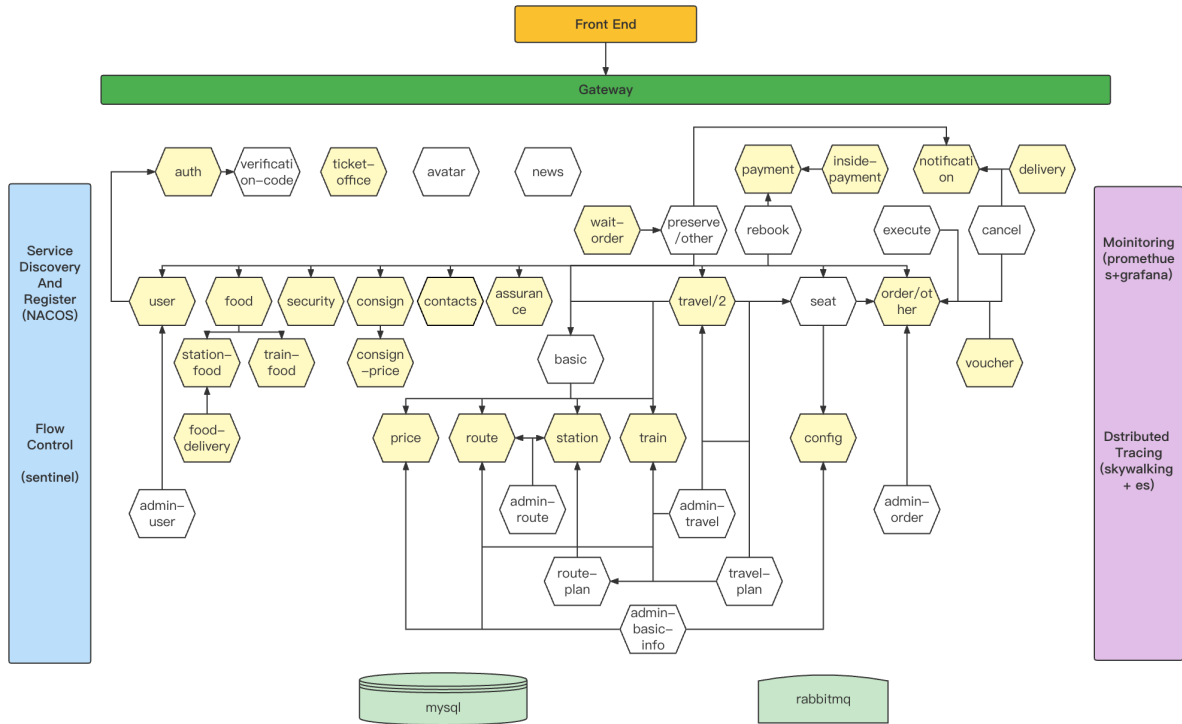 Front End
Gateway
auth
verificati
on-code
ticket-
office
avatar
news
payment
inside-
payment
notificati
on
delivery
wait-
order
preserve
/other
rebook
execute
cancel
Service
Discovery
And
Register
(NACOS)
Flow
Control
(sentinel)
Moinitoring
(promethue
s+grafana)
Dstributed
Tracing
(skywalking
+ es)
user
food
security
consign
contacts
assuran
ce
travel/2
seat
order/ot
her
station-
food
train-
food
consign
-price
basic
voucher
food-
delivery
price
route
station
train
config
admin-
user
admin-
route
admin-
travel
admin-
order
route-
plan
travel-
plan
admin-
basic-
info
mysql
rabbitmq